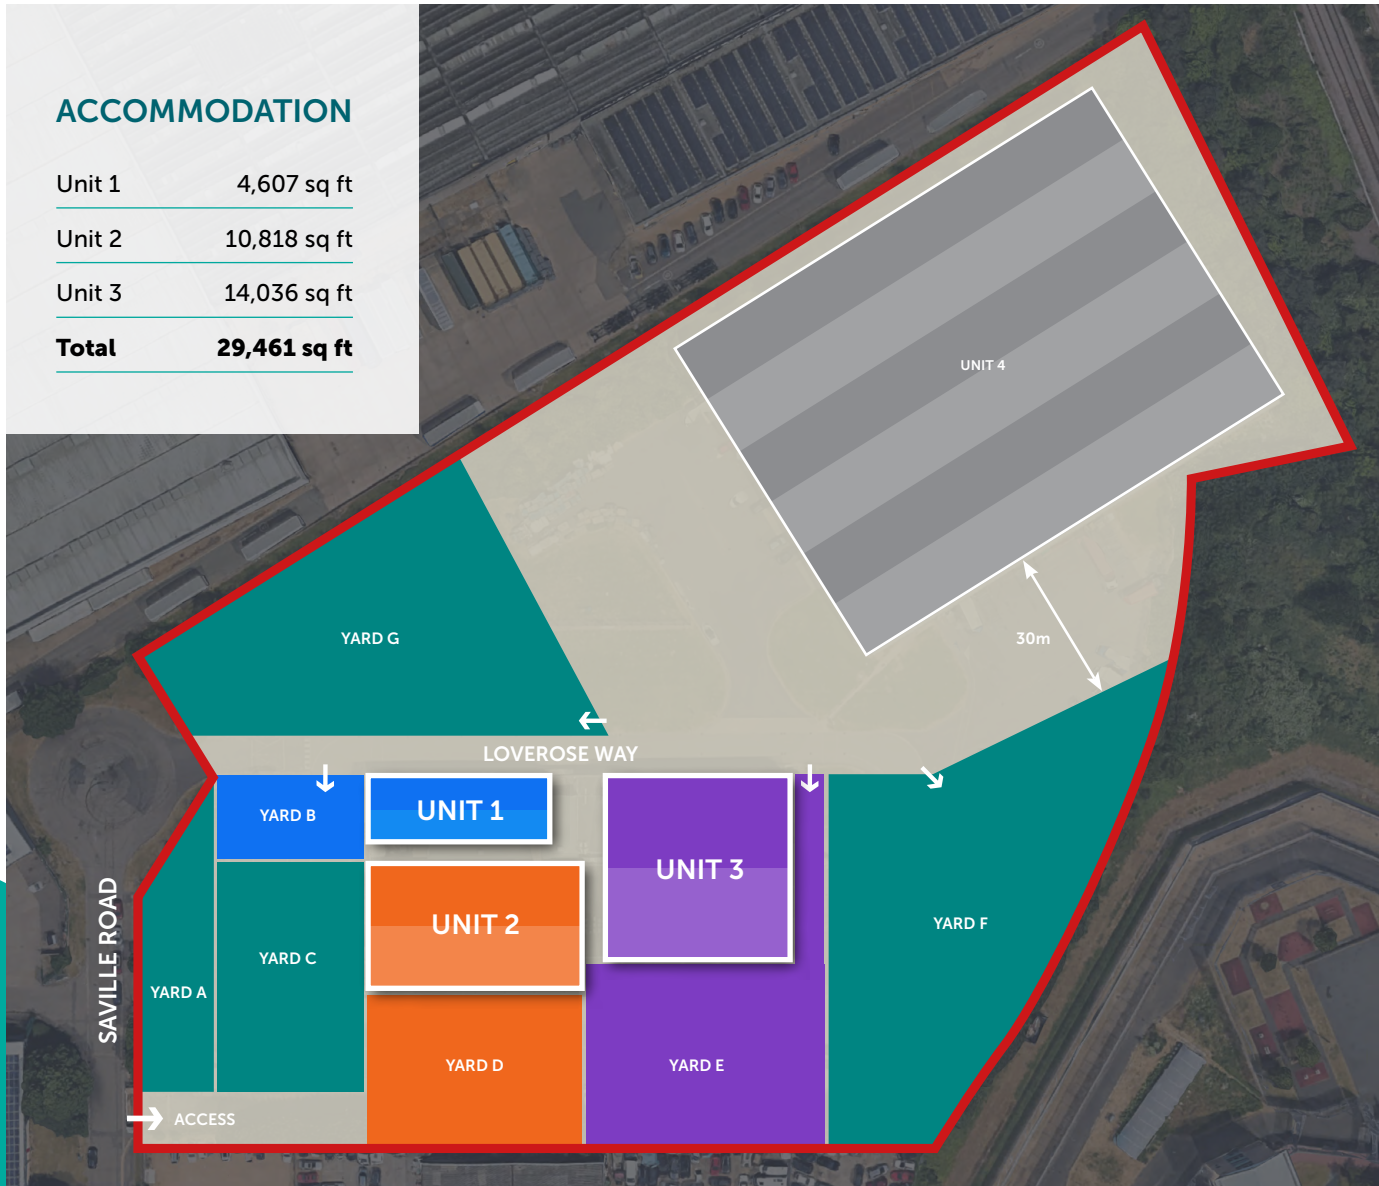 ACCOMMODATION
Unit 1 4,607 sq ft
Unit 2 10,818 sq ft
Unit 3 14,036 sq ft
Total 29,461 sq ft
UNIT 4
30m
YARD G
LOVEROSE WAY
YARD B
UNIT 1
UNIT 3
UNIT 2
YARD F
YARD C
SAVILLE ROAD
YARD A
YARD D
YARD E
ACCESS